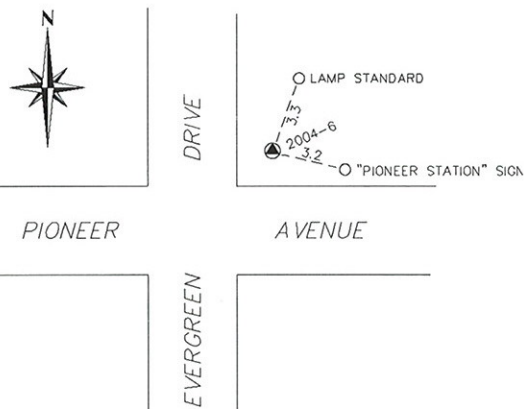 N
LAMP STANDARD
3.3
2004-6
3.2
"PIONEER STATION" SIGN
DRIVE
PIONEER AVENUE
EVERGREEN